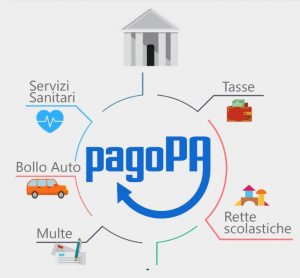 Servizi
Sanitari
Tasse
Bollo Auto
pagoPA
Rette
scolastiche
Multe